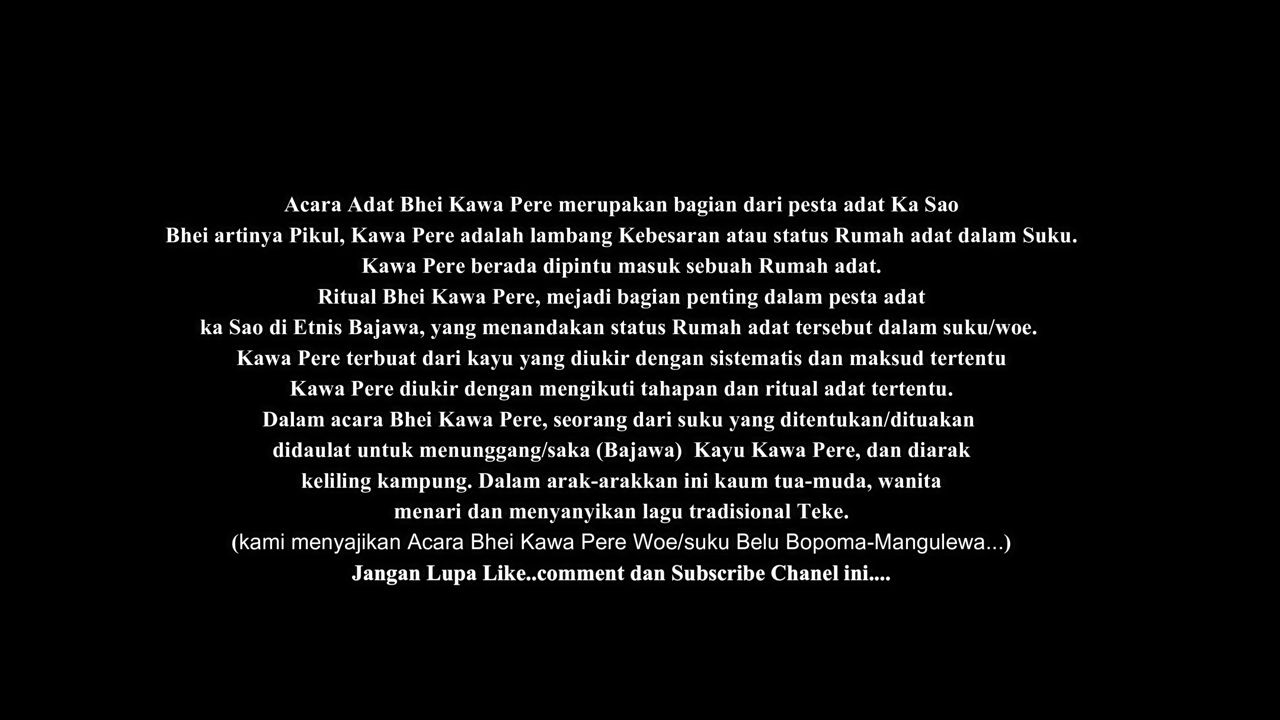 Acara Adat Bhei Kawa Pere merupakan bagian dari pesta adat Ka Sao
Bhei artinya Pikul, Kawa Pere adalah lambang Kebesaran atau status Rumah adat dalam Suku.
Kawa Pere berada dipintu masuk sebuah Rumah adat.
Ritual Bhei Kawa Pere, mejadi bagian penting dalam pesta adat
ka Sao di Etnis Bajawa, yang menandakan status Rumah adat tersebut dalam suku/woe.
Kawa Pere terbuat dari kayu yang diukir dengan sistematis dan maksud tertentu
Kawa Pere diukir dengan mengikuti tahapan dan ritual adat tertentu.
Dalam acara Bhei Kawa Pere, seorang dari suku yang ditentukan/dituakan
didaulat untuk menunggang/saka (Bajawa)  Kayu Kawa Pere, dan diarak
keliling kampung. Dalam arak-arakkan ini kaum tua-muda, wanita
menari dan menyanyikan lagu tradisional Teke.
(kami menyajikan Acara Bhei Kawa Pere Woe/suku Belu Bopoma-Mangulewa...)
Jangan Lupa Like..comment dan Subscribe Chanel ini....